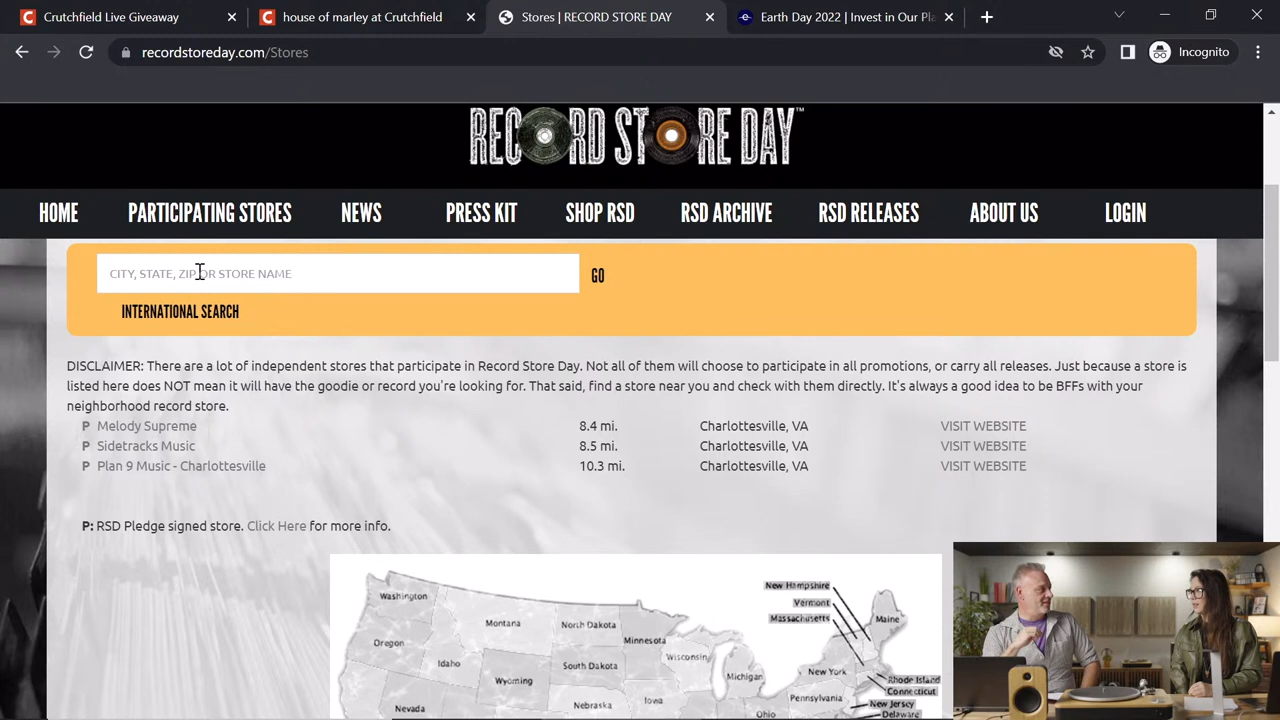 Crutchfield Live Giveaway
house of marley at Crutchfield
Stores | RECORD STORE DAY
Earth Day 2022 | Invest in Our Pla
recordstoreday.com/Stores
Incognito
RECORD STORE DAY™
HOME
PARTICIPATING STORES
NEWS
PRESS KIT
SHOP RSD
RSD ARCHIVE
RSD RELEASES
ABOUT US
LOGIN
CITY, STATE, ZIP OR STORE NAME
GO
INTERNATIONAL SEARCH
DISCLAIMER: There are a lot of independent stores that participate in Record Store Day. Not all of them will choose to participate in all promotions, or carry all releases. Just because a store is
listed here does NOT mean it will have the goodie or record you're looking for. That said, find a store near you and check with them directly. It's always a good idea to be BFFs with your
neighborhood record store.
P Melody Supreme 8.4 mi. Charlottesville, VA VISIT WEBSITE
P Sidetracks Music 8.5 mi. Charlottesville, VA VISIT WEBSITE
P Plan 9 Music - Charlottesville 10.3 mi. Charlottesville, VA VISIT WEBSITE
P: RSD Pledge signed store. Click Here for more info.
New Hampshire
Vermont
Massachusetts
Washington
Montana
North Dakota
Minnesota
Maine
Oregon
Idaho
Wisconsin
South Dakota
Michigan
New York
Wyoming
Rhode Island
Connecticut
Nevada
Nebraska
Iowa
Pennsylvania
New Jersey
Ohio
Delaware